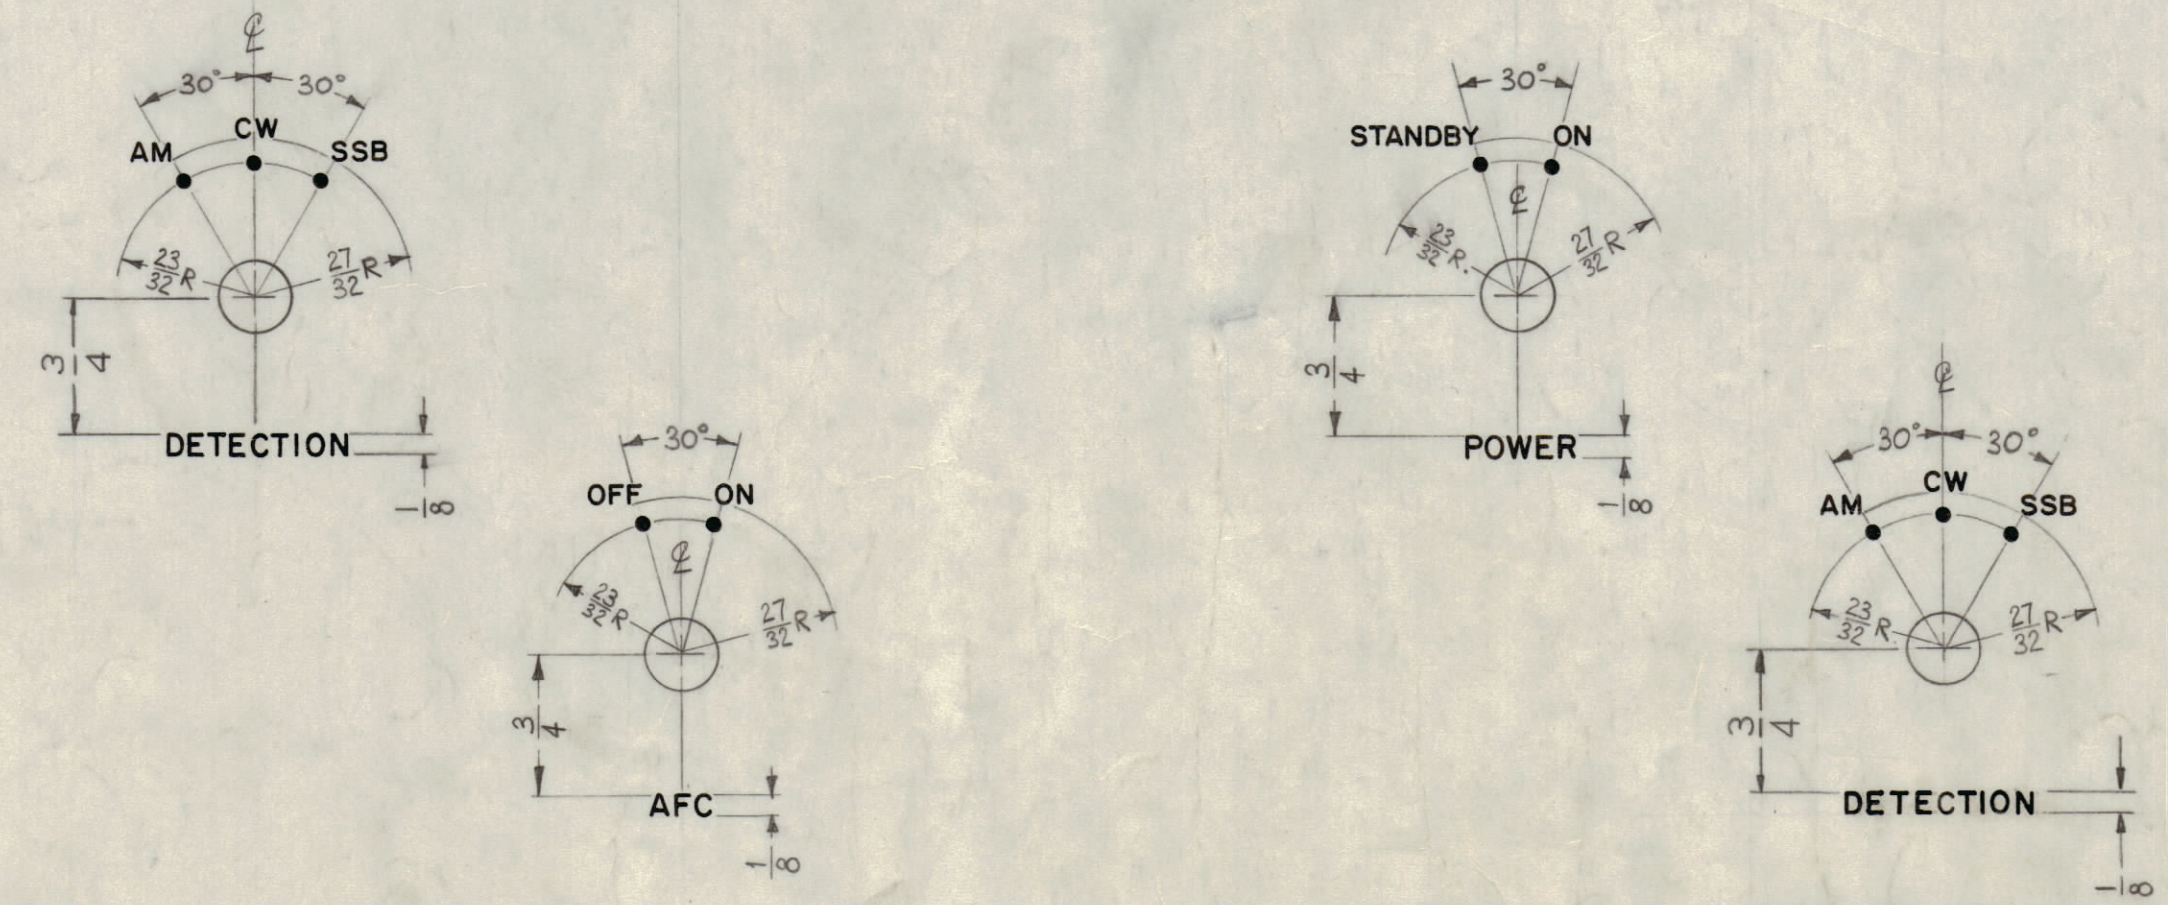 ℄
30° 30°
CW
AM SSB
23/32 R 27/32 R
3/4
DETECTION
1/8
30°
OFF ON
℄
23/32 R 27/32 R
3/4
AFC
1/8
30°
STANDBY ON
℄
23/32 R. 27/32 R
3/4
POWER
1/8
℄
30° 30°
CW
AM SSB
23/32 R. 27/32 R
3/4
DETECTION
1/8